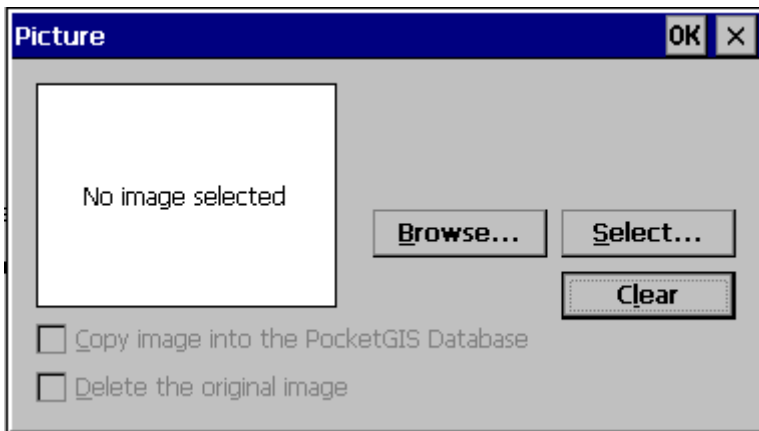 Picture OK ×
No image selected
Browse... Select...
Clear
Copy image into the PocketGIS Database
Delete the original image